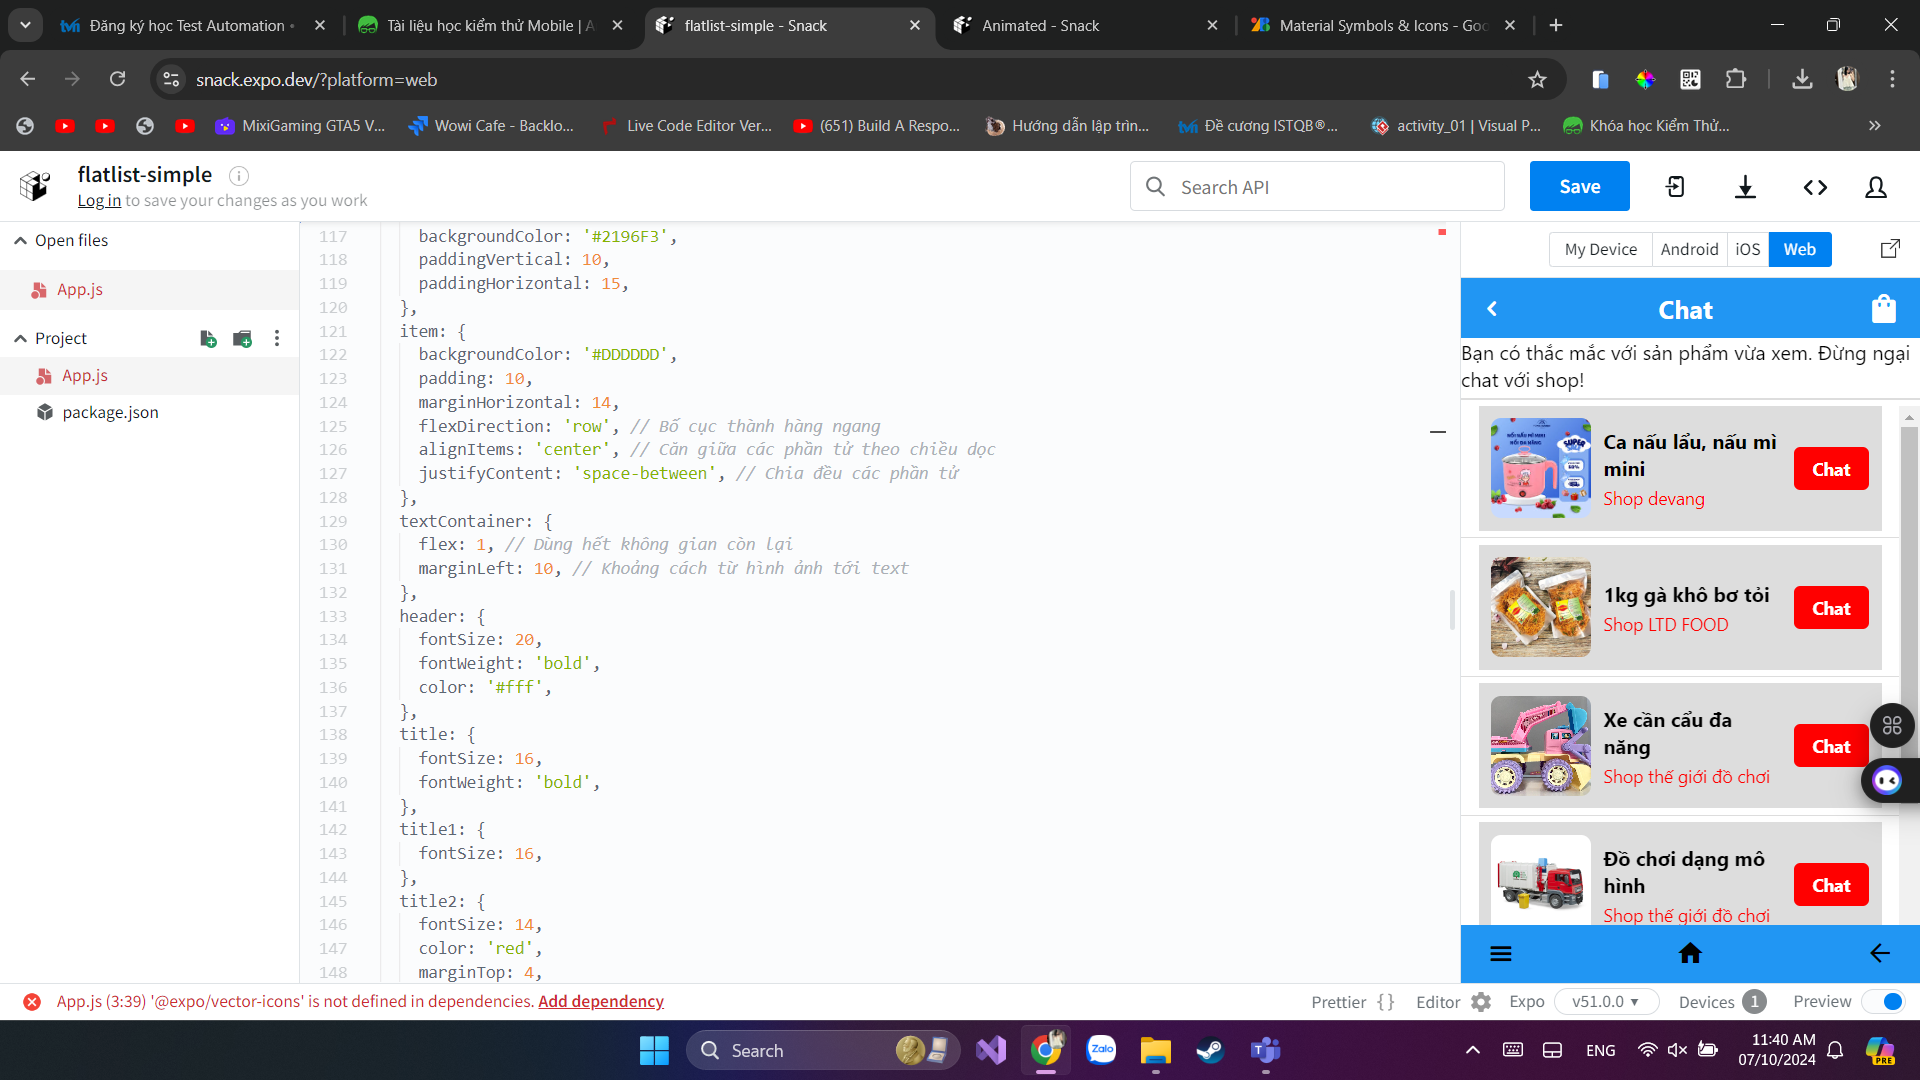 Đăng ký học Test Automation
Tài liệu học kiểm thử Mobile | A
flatlist-simple - Snack
Animated - Snack
Material Symbols & Icons - Goo
snack.expo.dev/?platform=web
MixiGaming GTA5 V...
Wowi Cafe - Backlo...
Live Code Editor Ver...
(651) Build A Respo...
Hướng dẫn lập trìn...
Đề cương ISTQB®...
activity_01 | Visual P...
Khóa học Kiểm Thử...
flatlist-simple
Log in to save your changes as you work
Search API
Save
Open files
App.js
Project
App.js
package.json
117 backgroundColor: '#2196F3',
118 paddingVertical: 10,
119 paddingHorizontal: 15,
120 },
121 item: {
122 backgroundColor: '#DDDDDD',
123 padding: 10,
124 marginHorizontal: 14,
125 flexDirection: 'row', // Bố cục thành hàng ngang
126 alignItems: 'center', // Căn giữa các phần tử theo chiều dọc
127 justifyContent: 'space-between', // Chia đều các phần tử
128 },
129 textContainer: {
130 flex: 1, // Dùng hết không gian còn lại
131 marginLeft: 10, // Khoảng cách từ hình ảnh tới text
132 },
133 header: {
134 fontSize: 20,
135 fontWeight: 'bold',
136 color: '#fff',
137 },
138 title: {
139 fontSize: 16,
140 fontWeight: 'bold',
141 },
142 title1: {
143 fontSize: 16,
144 },
145 title2: {
146 fontSize: 14,
147 color: 'red',
148 marginTop: 4,
My Device
Android
iOS
Web
Chat
Bạn có thắc mắc với sản phẩm vừa xem. Đừng ngại
chat với shop!
SUPER
Ca nấu lẩu, nấu mì
mini
Shop devang
Chat
1kg gà khô bơ tỏi
Shop LTD FOOD
Chat
Xe cần cẩu đa
năng
Shop thế giới đồ chơi
Chat
Đồ chơi dạng mô
hình
Shop thế giới đồ chơi
Chat
App.js (3:39) '@expo/vector-icons' is not defined in dependencies. Add dependency
Prettier { }
Editor
Expo
v51.0.0
Devices 1
Preview
Search
Zalo
ENG
11:40 AM
07/10/2024
PRE